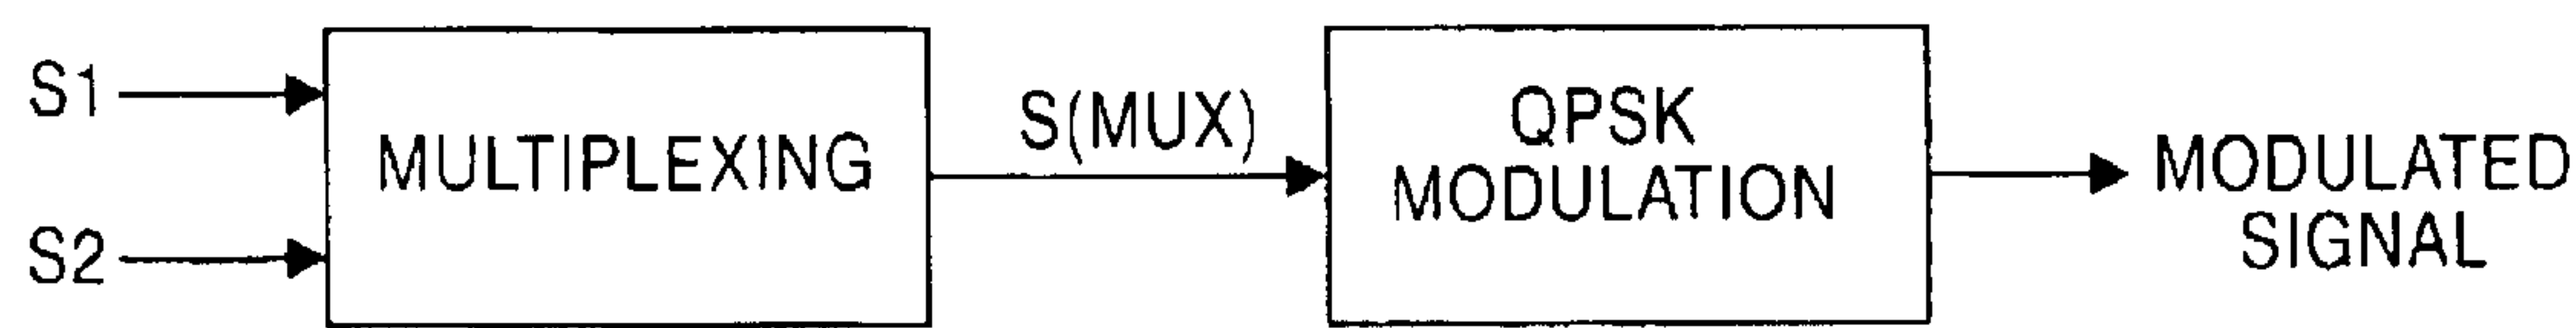 S1
S2
MULTIPLEXING
S(MUX)
QPSK
MODULATION
MODULATED
SIGNAL